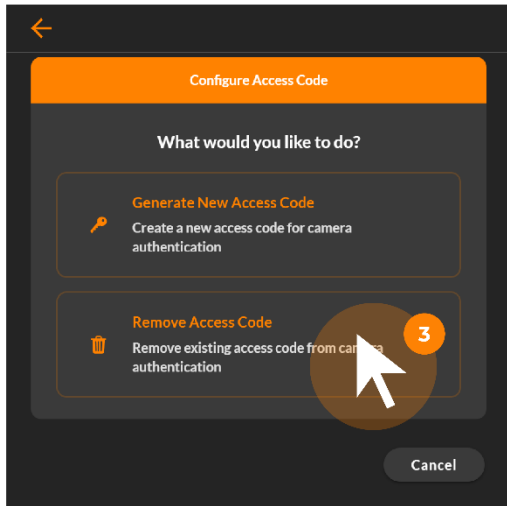 Configure Access Code
What would you like to do?
Generate New Access Code
Create a new access code for camera
authentication
Remove Access Code
3
Remove existing access code from camera
authentication
Cancel